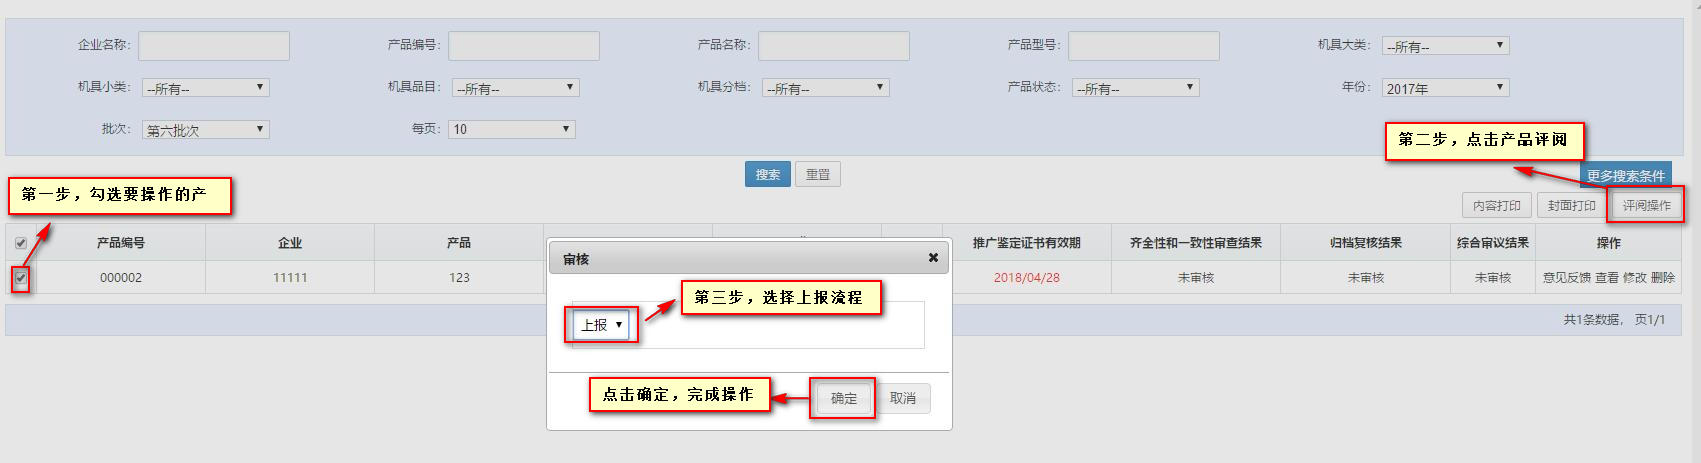 企业名称： 产品编号： 产品名称： 产品型号： 机具大类： --所有--
机具小类： --所有-- 机具品目： --所有-- 机具分档： --所有-- 产品状态： --所有-- 年份： 2017年
批次： 第六批次 每页： 10
第二步，点击产品评阅
搜索 重置 更多搜索条件
第一步，勾选要操作的产
内容打印 封面打印 评阅操作
产品编号 企业 产品 推广鉴定证书有效期 齐全性和一致性审查结果 归档复核结果 综合审议结果 操作
000002 11111 123 2018/04/28 未审核 未审核 未审核 意见反馈 查看 修改 删除
审核
第三步，选择上报流程
上报
共1条数据， 页1/1
点击确定，完成操作
确定 取消